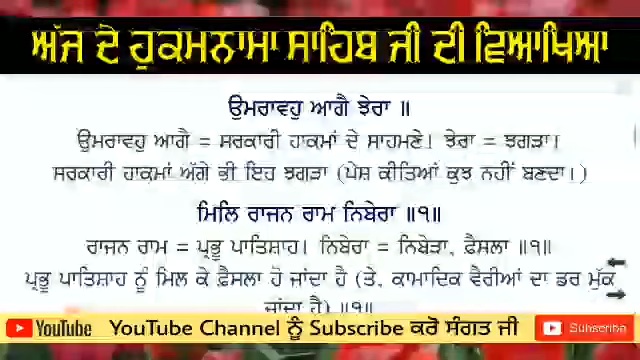 ਅੱਜ ਦੇ ਹੁਕਮਨਾਮਾ ਸਾਹਿਬ ਜੀ ਦੀ ਵਿਆਖਿਆ
ਉਮਰਾਵਹੁ ਆਗੈ ਝੇਰਾ ॥
ਉਮਰਾਵਹੁ ਆਗੈ = ਸਰਕਾਰੀ ਹਾਕਮਾਂ ਦੇ ਸਾਹਮਣੇ। ਝੇਰਾ = ਝਗੜਾ।
ਸਰਕਾਰੀ ਹਾਕਮਾਂ ਅੱਗੇ ਭੀ ਇਹ ਝਗੜਾ (ਪੇਸ਼ ਕੀਤਿਆਂ ਕੁਝ ਨਹੀਂ ਬਣਦਾ।)
ਮਿਲਿ ਰਾਜਨ ਰਾਮ ਨਿਬੇਰਾ ॥੧॥
ਰਾਜਨ ਰਾਮ = ਪ੍ਰਭੂ ਪਾਤਿਸ਼ਾਹ। ਨਿਬੇਰਾ = ਨਿਬੇੜਾ, ਫ਼ੈਸਲਾ ॥੧॥
ਪ੍ਰਭੂ ਪਾਤਿਸ਼ਾਹ ਨੂੰ ਮਿਲ ਕੇ ਫ਼ੈਸਲਾ ਹੋ ਜਾਂਦਾ ਹੈ (ਤੇ, ਕਾਮਾਦਿਕ ਵੈਰੀਆਂ ਦਾ ਡਰ ਮੁੱਕ
ਜਾਂਦਾ ਹੈ) ॥੧॥
YouTube YouTube Channel ਨੂੰ Subscribe ਕਰੋ ਸੰਗਤ ਜੀ Subscribe